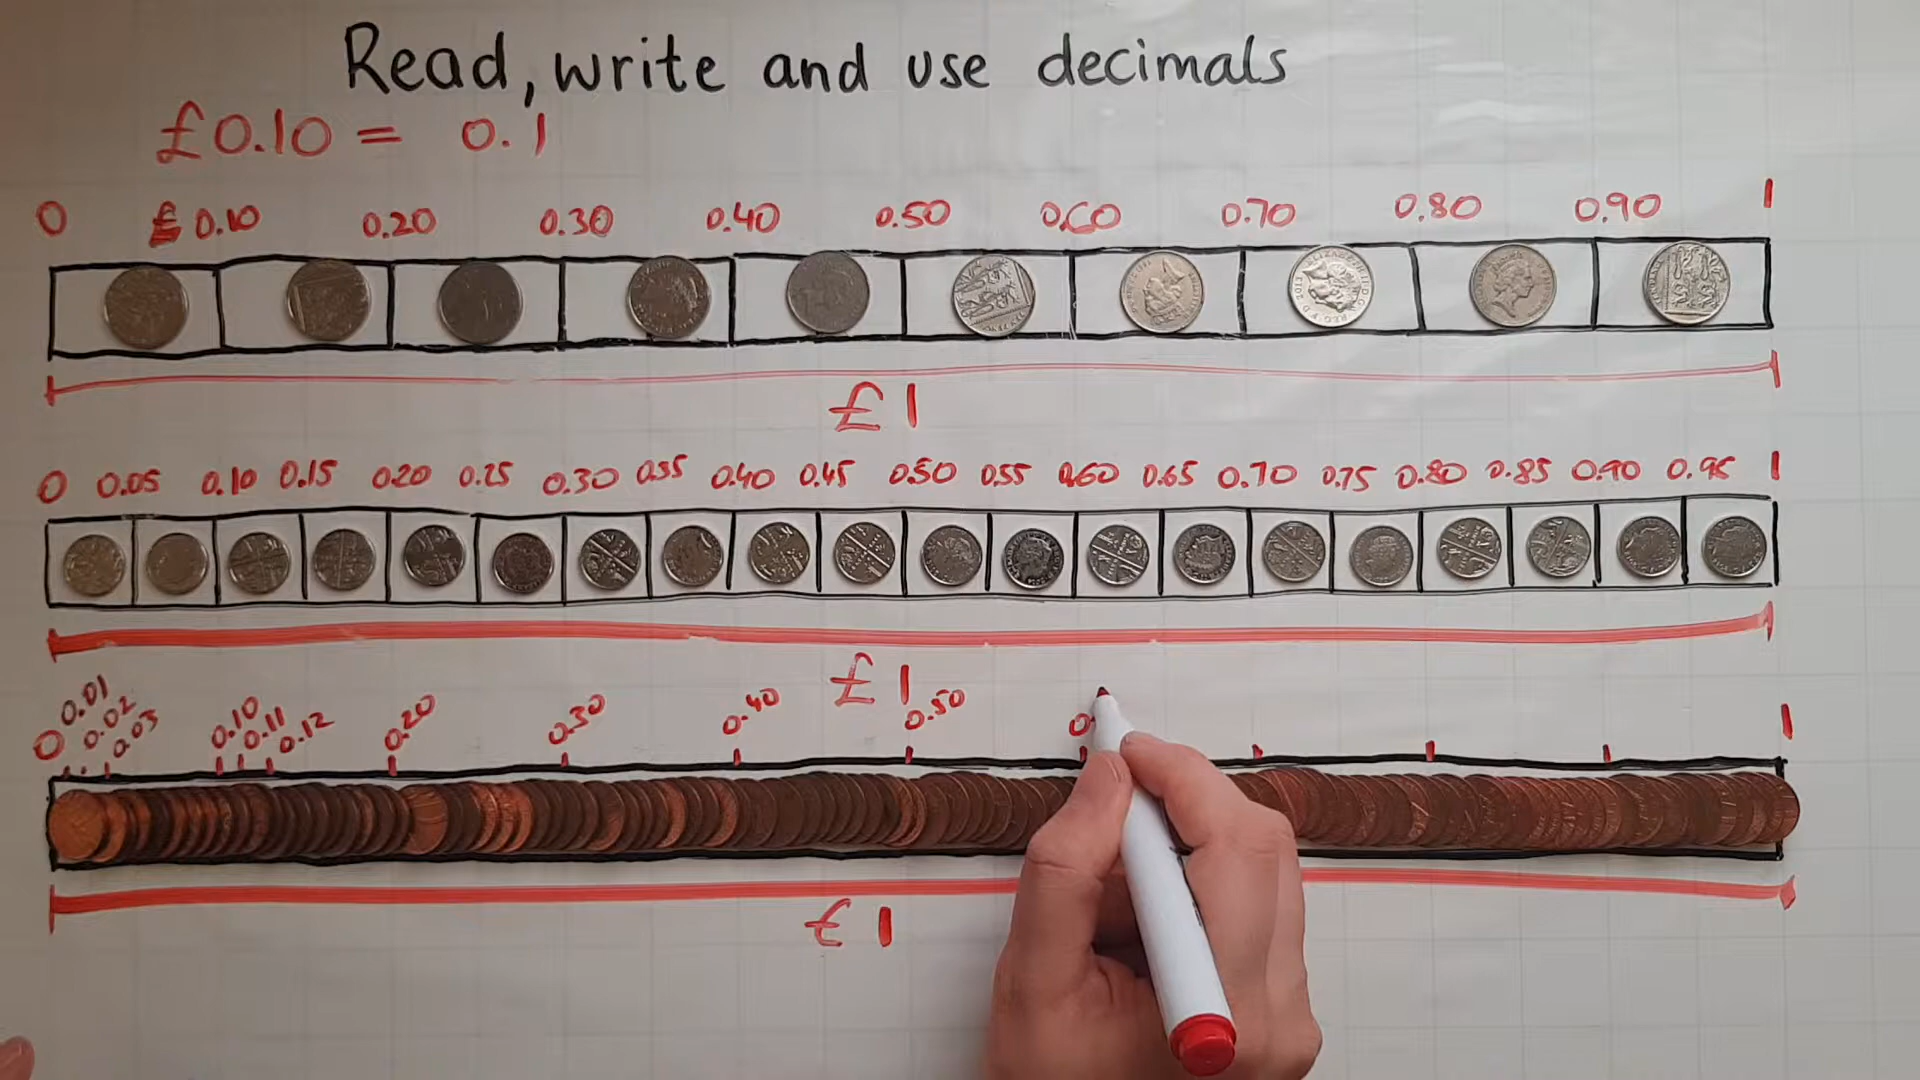 Read, write and use decimals
£0.10 = 0.1
0 £0.10 0.20 0.30 0.40 0.50 0.60 0.70 0.80 0.90 1
£1
0 0.05 0.10 0.15 0.20 0.25 0.30 0.35 0.40 0.45 0.50 0.55 0.60 0.65 0.70 0.75 0.80 0.85 0.90 0.95 1
£1
0 0.01 0.02 0.03 0.10 0.11 0.12 0.20 0.30 0.40 0.50 0. 1
£1